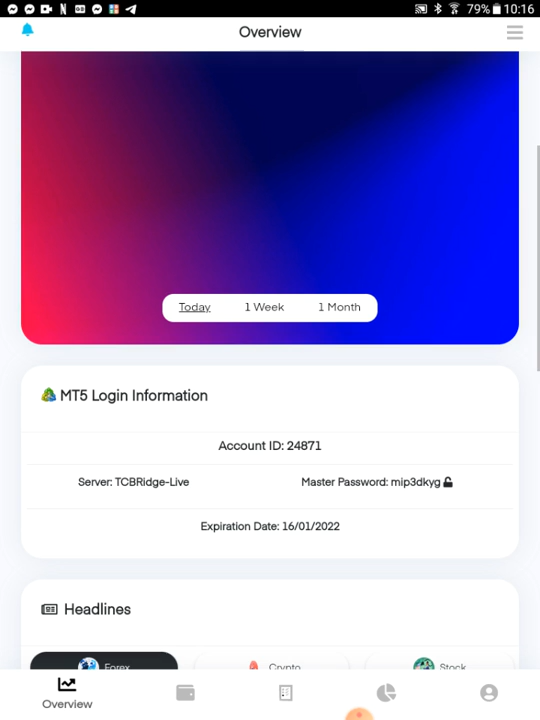 79% 10:16
Overview
Today 1 Week 1 Month
MT5 Login Information
Account ID: 24871
Server: TCBRidge-Live Master Password: mip3dkyg
Expiration Date: 16/01/2022
Headlines
Forex Crypto Stock
Overview